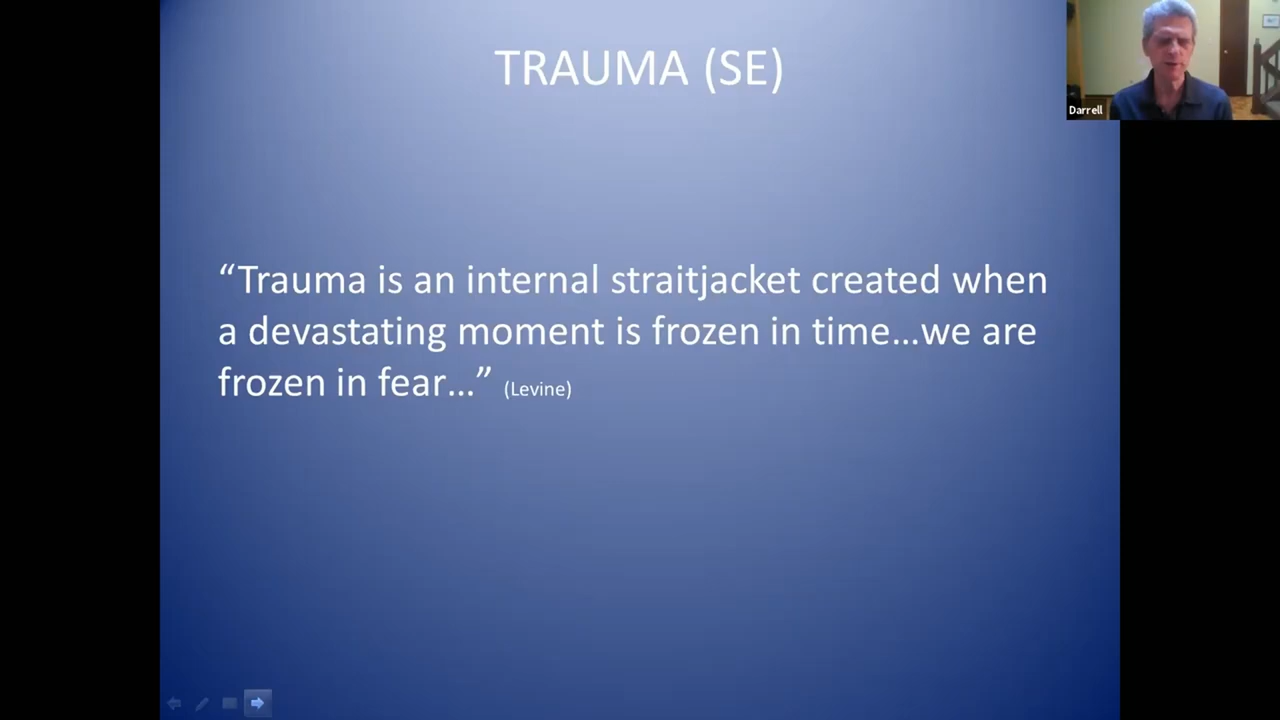 TRAUMA (SE)
Darrell
“Trauma is an internal straitjacket created when
a devastating moment is frozen in time...we are
frozen in fear...” (Levine)